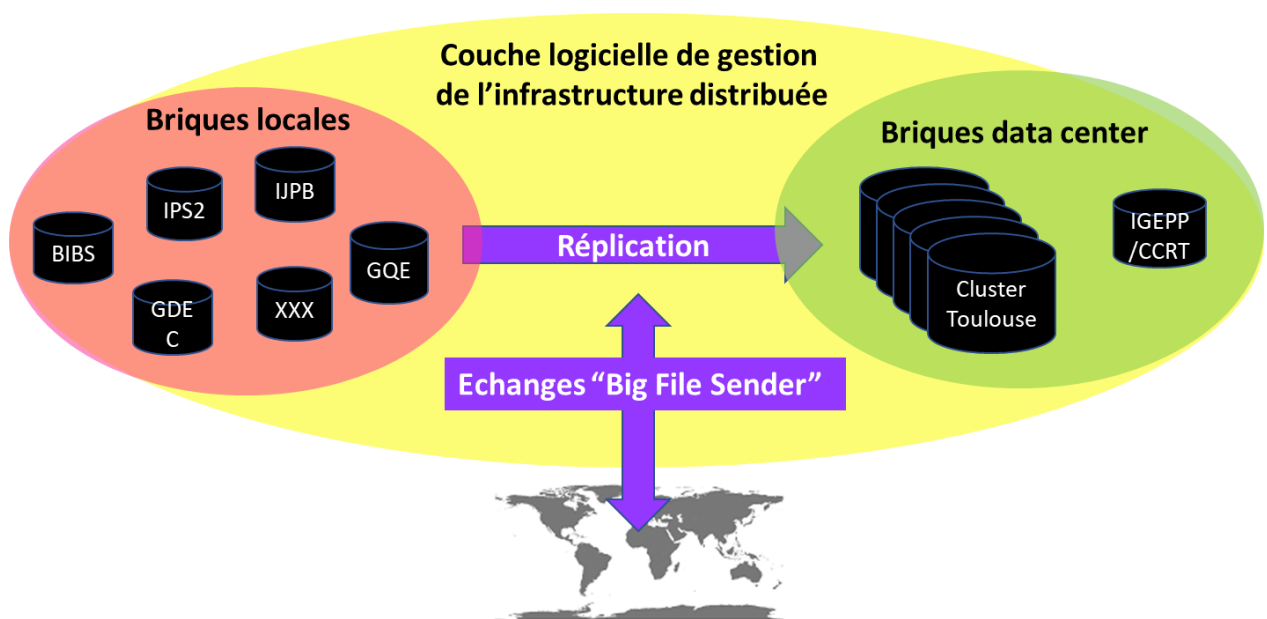 Couche logicielle de gestion
de l’infrastructure distribuée
Briques locales
IJPB
IPS2
BIBS
GQE
GDE
C
XXX
Réplication
Briques data center
IGEPP
/CCRT
Cluster
Toulouse
Echanges “Big File Sender”